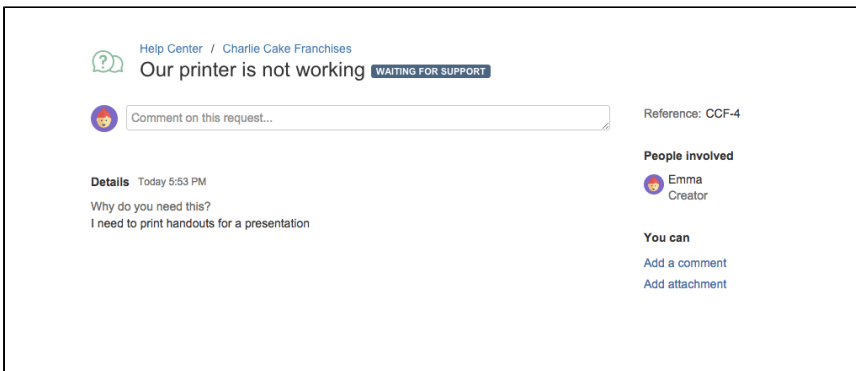 Help Center / Charlie Cake Franchises
Our printer is not working WAITING FOR SUPPORT
Comment on this request...
Details Today 5:53 PM
Why do you need this?
I need to print handouts for a presentation
Reference: CCF-4
People involved
Emma
Creator
You can
Add a comment
Add attachment